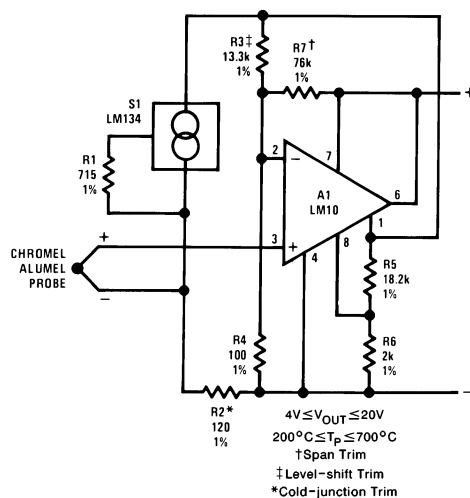 R3‡
13.3k
1%
R7†
76k
1%
+
S1
LM134
R1
715
1%
2
−
7
A1
LM10
6
1
CHROMEL
ALUMEL
PROBE
+
−
3
+
4
8
R5
18.2k
1%
R4
100
1%
R6
2k
1%
−
R2*
120
1%
4V≤VOUT≤20V
200°C≤TP≤700°C
†Span Trim
‡Level-shift Trim
*Cold-junction Trim